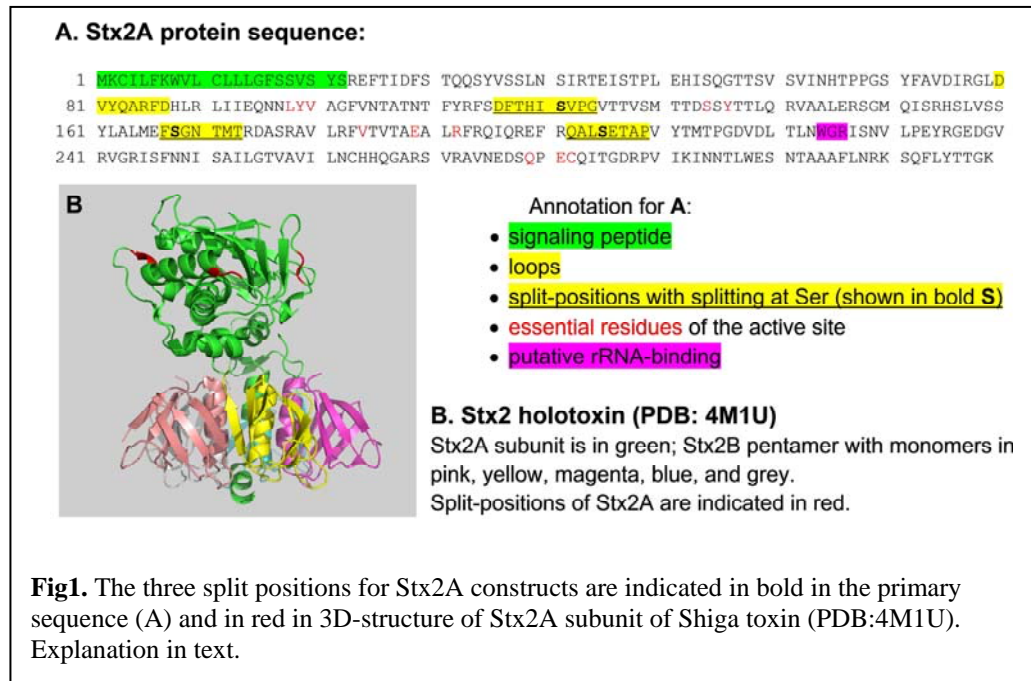 A. Stx2A protein sequence:
1 MKCILFKWVL CLLLGFSSVS YSREFTIDFS TQQSYVSSLN SIRTEISTPL EHISQGTTSV SVINHTPPGS YFAVDIRGLD
81 VYQARFDHLR LIIEQNNLYV AGFVNTATNT FYRFSDFTHI SVPGVTTVSM TTDSSYTTLQ RVAALERSGM QISRHSLVSS
161 YLALMEFSGN TMTRDASRAV LRFVTVTAEA LRFRQIQREF RQALSETAPV YTMTPGDVDL TLNWGRISNV LPEYRGEDGV
241 RVGRISFNNI SAILGTVAVI LNCHHQGARS VRAVNEDSQP ECQITGDRPV IKINNTLWES NTAAAFLNRK SQFLYTTGK
B
Annotation for A:
• signaling peptide
• loops
• split-positions with splitting at Ser (shown in bold S)
• essential residues of the active site
• putative rRNA-binding
B. Stx2 holotoxin (PDB: 4M1U)
Stx2A subunit is in green; Stx2B pentamer with monomers in
pink, yellow, magenta, blue, and grey.
Split-positions of Stx2A are indicated in red.
Fig1. The three split positions for Stx2A constructs are indicated in bold in the primary
sequence (A) and in red in 3D-structure of Stx2A subunit of Shiga toxin (PDB:4M1U).
Explanation in text.